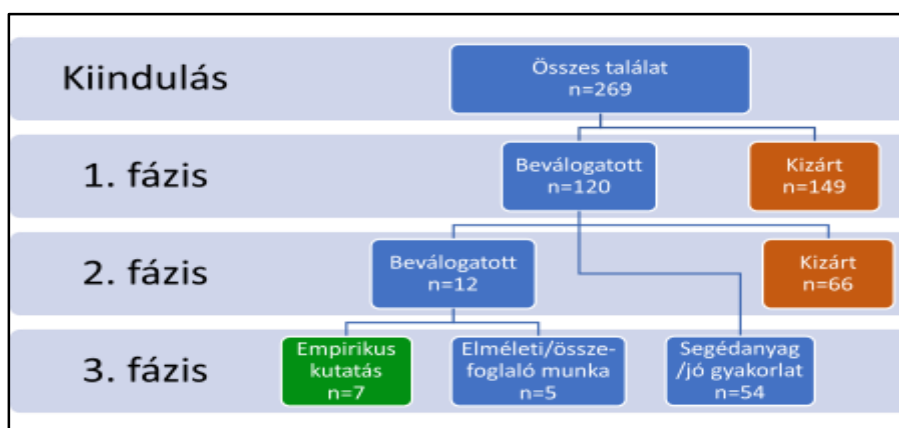 Kiindulás
Összes találat
n=269
1. fázis
Beválogatott
n=120
Kizárt
n=149
2. fázis
Beválogatott
n=12
Kizárt
n=66
3. fázis
Empirikus
kutatás
n=7
Elméleti/össze-
foglaló munka
n=5
Segédanyag
/jó gyakorlat
n=54